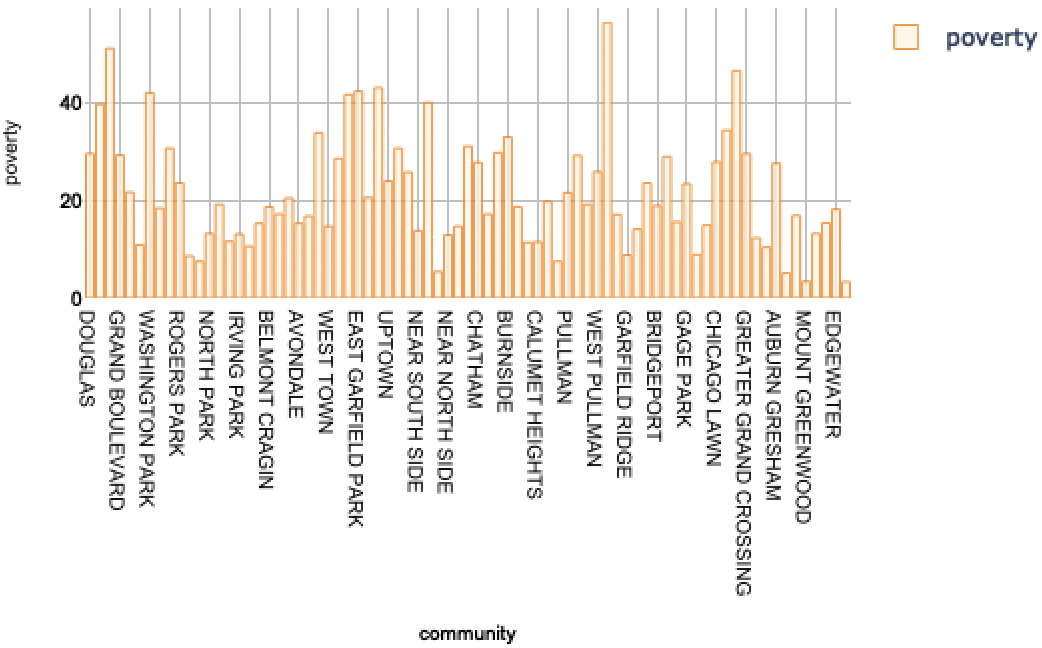 poverty
poverty
40
20
0
DOUGLAS
GRAND BOULEVARD
WASHINGTON PARK
ROGERS PARK
NORTH PARK
IRVING PARK
BELMONT CRAGIN
AVONDALE
WEST TOWN
EAST GARFIELD PARK
UPTOWN
NEAR SOUTH SIDE
NEAR NORTH SIDE
CHATHAM
BURNSIDE
CALUMET HEIGHTS
PULLMAN
WEST PULLMAN
GARFIELD RIDGE
BRIDGEPORT
GAGE PARK
CHICAGO LAWN
GREATER GRAND CROSSING
AUBURN GRESHAM
MOUNT GREENWOOD
EDGEWATER
community